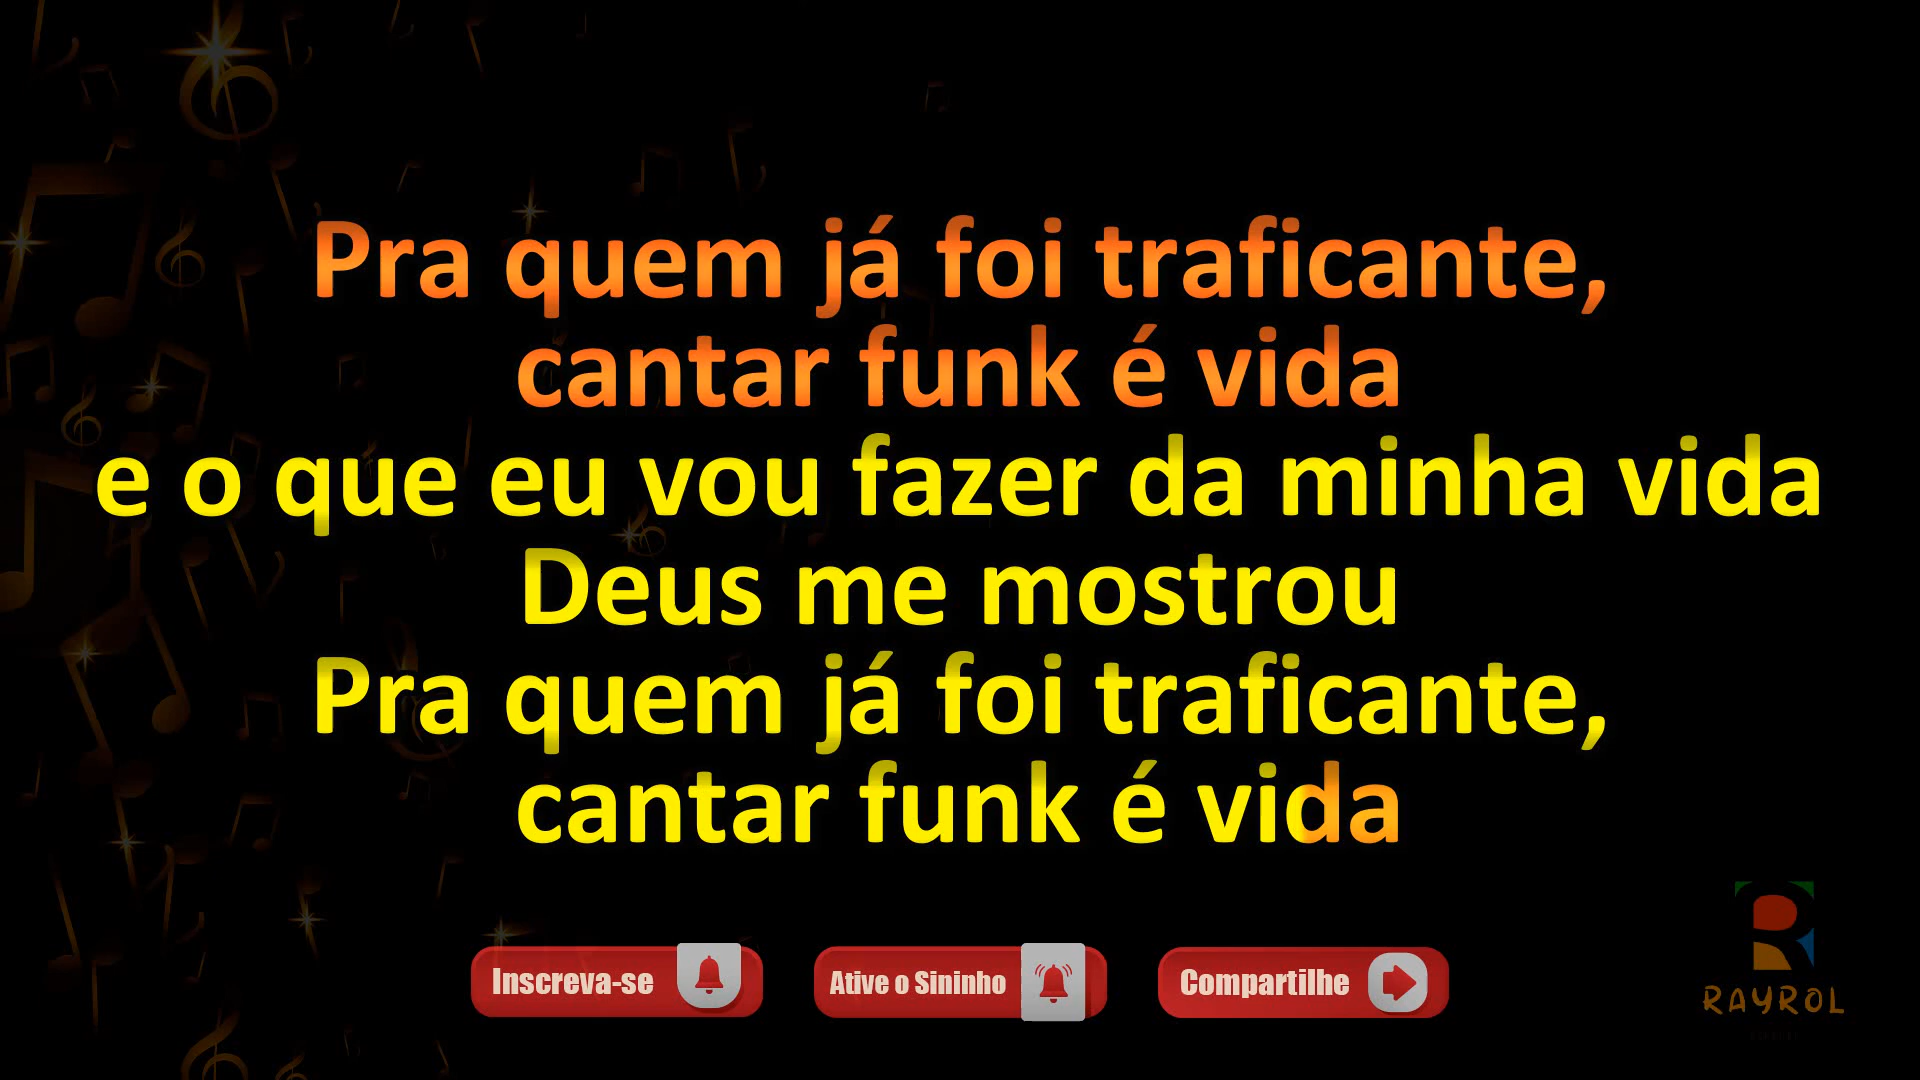 Pra quem já foi traficante,
cantar funk é vida
e o que eu vou fazer da minha vida
Deus me mostrou
Pra quem já foi traficante,
cantar funk é vida
Inscreva-se
Ative o Sininho
Compartilhe
RAYROL